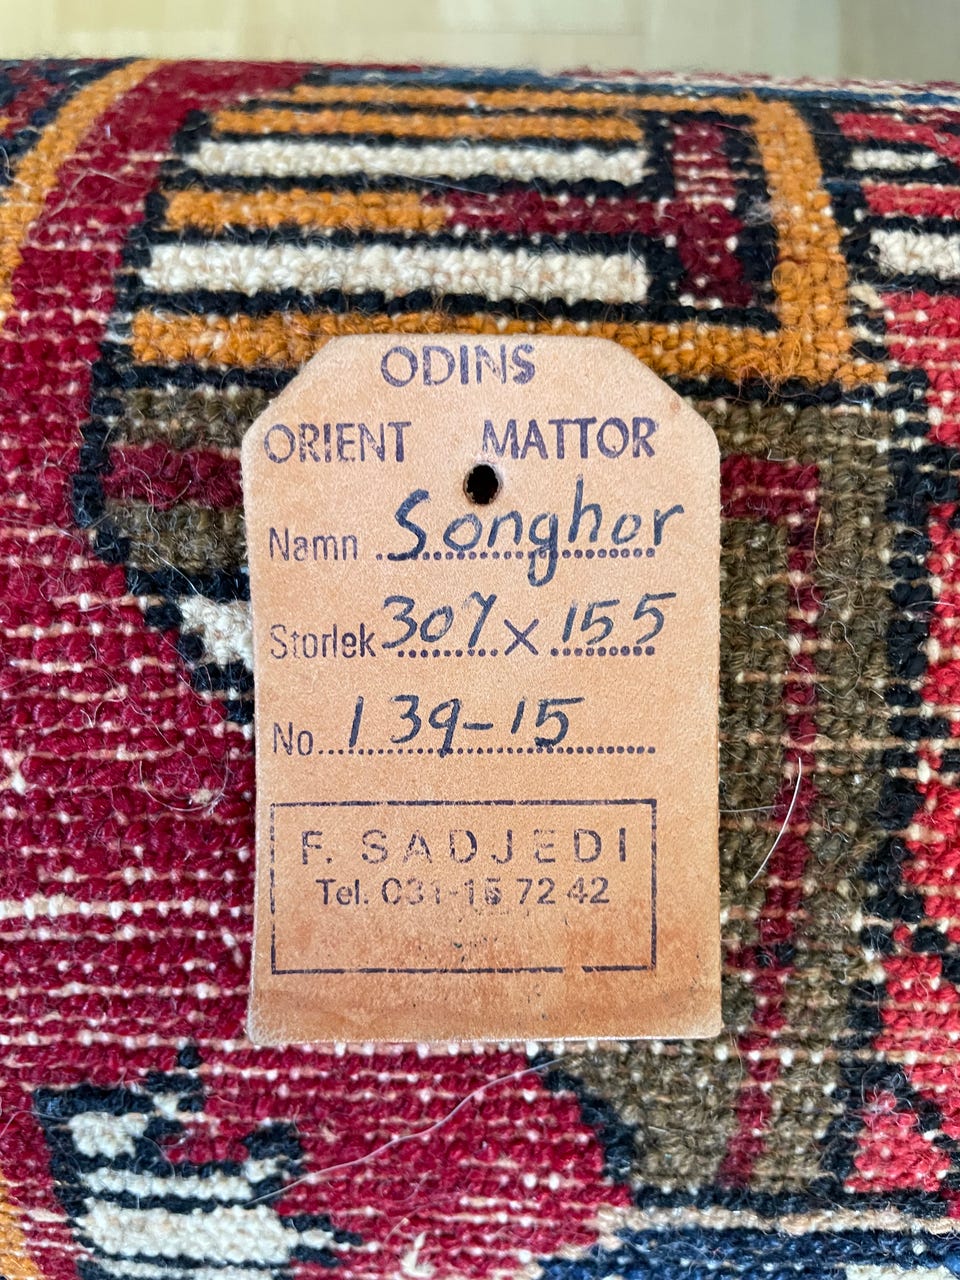 ODINS
ORIENT MATTOR
Namn Songhor
Storlek 307 x 155
No. 139-15
F. SADJEDI
Tel. 031-15 72 42